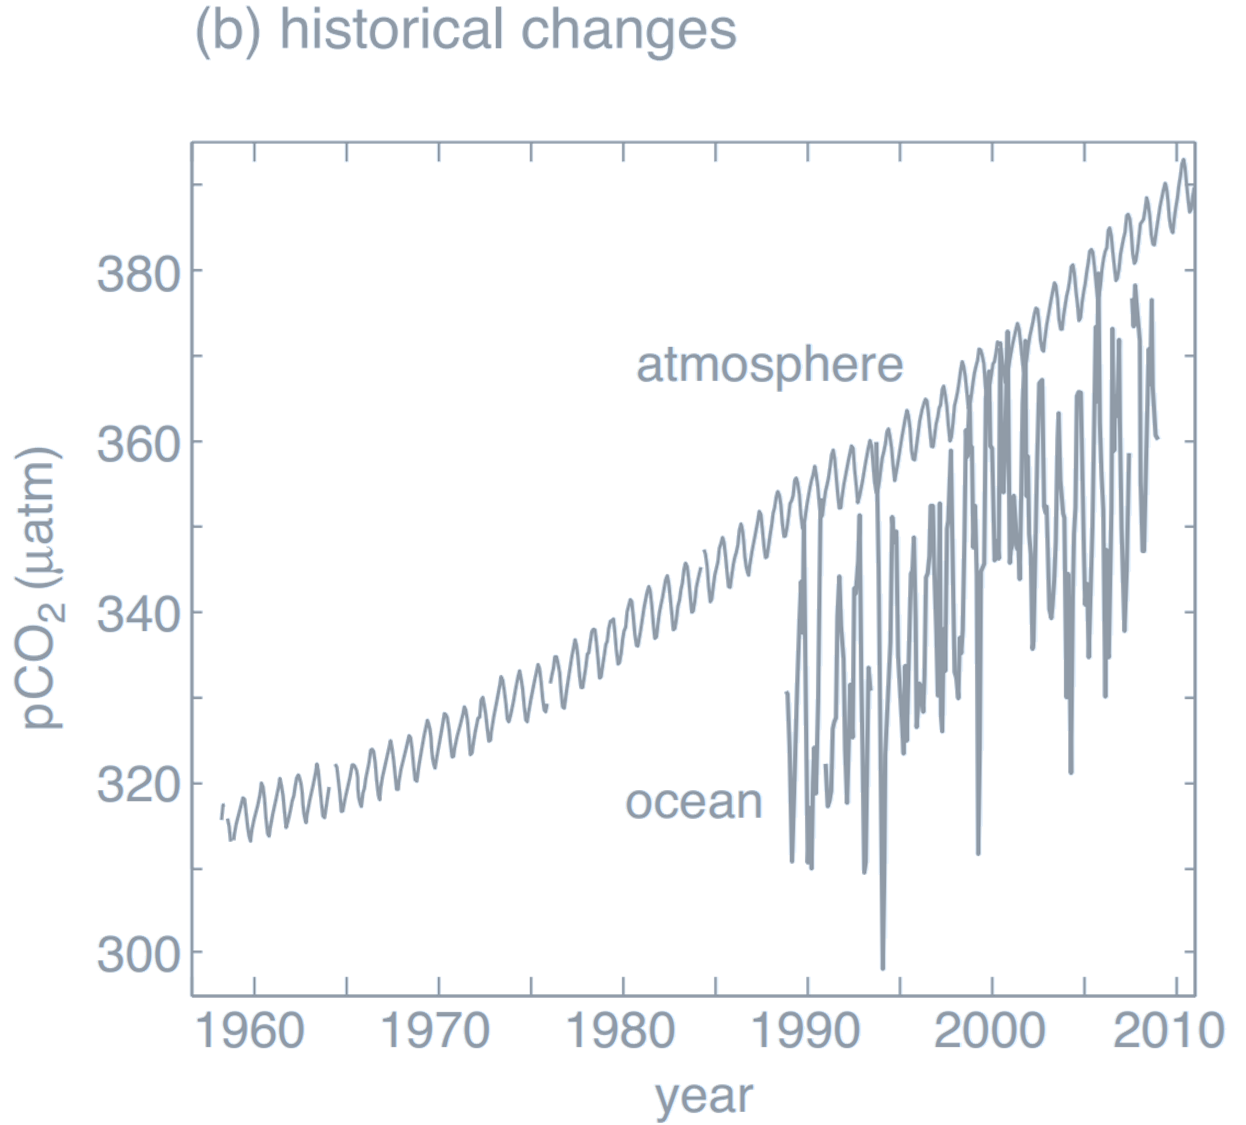 (b) historical changes
380
360
340
320
300
pCO₂ (μatm)
atmosphere
ocean
1960 1970 1980 1990 2000 2010
year